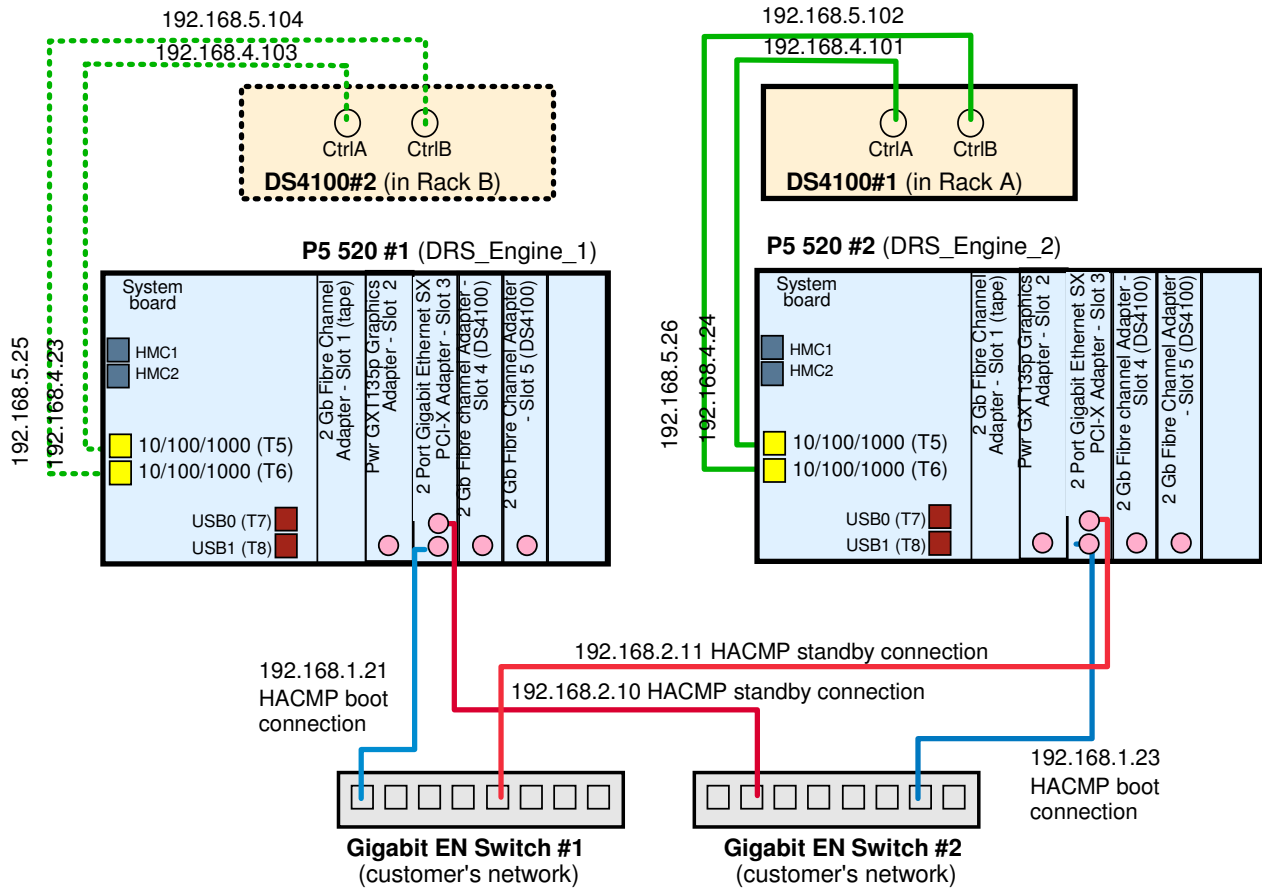 192.168.5.104
192.168.4.103
CtrlA
CtrlB
DS4100#2 (in Rack B)
192.168.5.102
192.168.4.101
CtrlA
CtrlB
DS4100#1 (in Rack A)
P5 520 #1 (DRS_Engine_1)
192.168.5.25
192.168.4.23
System
board
HMC1
HMC2
10/100/1000 (T5)
10/100/1000 (T6)
USB0 (T7)
USB1 (T8)
2 Gb Fibre Channel
Adapter - Slot 1 (tape)
Pwr GXT135p Graphics
Adapter - Slot 2
2 Port Gigabit Ethernet SX
PCI-X Adapter - Slot 3
2 Gb Fibre channel Adapter -
Slot 4 (DS4100)
2 Gb Fibre Channel Adapter
- Slot 5 (DS4100)
P5 520 #2 (DRS_Engine_2)
192.168.5.26
192.168.4.24
System
board
HMC1
HMC2
10/100/1000 (T5)
10/100/1000 (T6)
USB0 (T7)
USB1 (T8)
2 Gb Fibre Channel
Adapter - Slot 1 (tape)
Pwr GXT135p Graphics
Adapter - Slot 2
2 Port Gigabit Ethernet SX
PCI-X Adapter - Slot 3
2 Gb Fibre channel Adapter -
Slot 4 (DS4100)
2 Gb Fibre Channel Adapter
- Slot 5 (DS4100)
192.168.1.21
HACMP boot
connection
192.168.2.11 HACMP standby connection
192.168.2.10 HACMP standby connection
192.168.1.23
HACMP boot
connection
Gigabit EN Switch #1
(customer's network)
Gigabit EN Switch #2
(customer's network)